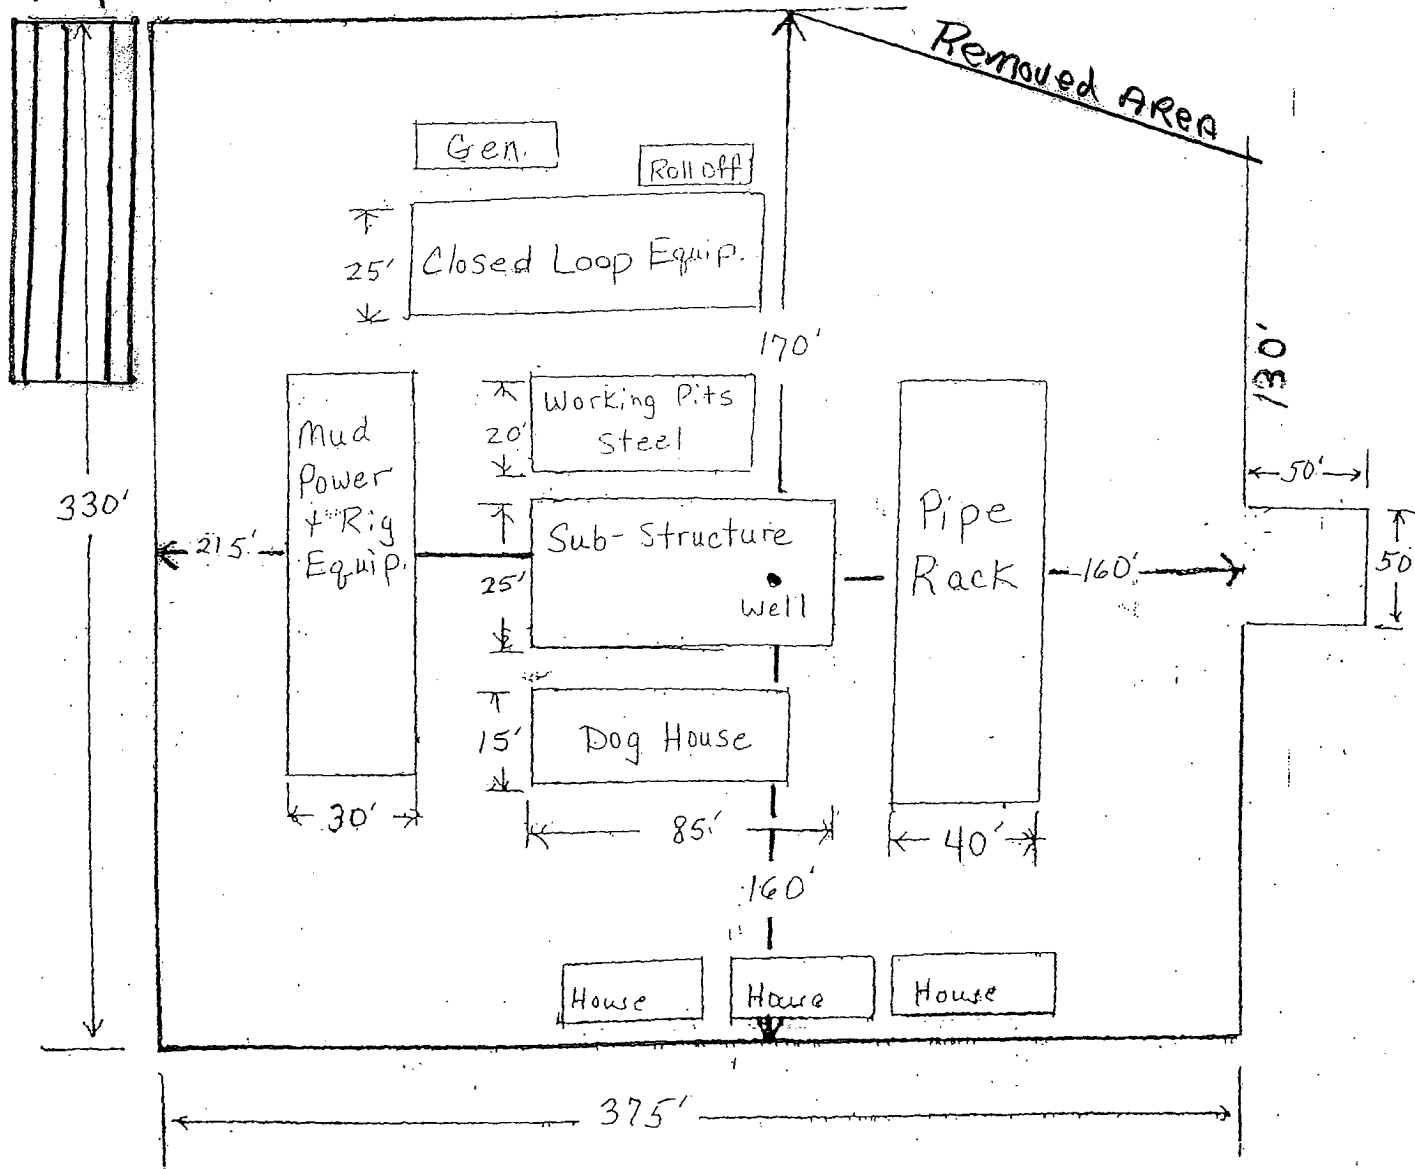 Removed AReA
Gen.
Roll off
25'
Closed Loop Equip.
170'
130'
Mud
Power
+ Rig
Equip.
20'
Working Pits
Steel
Pipe
Rack
50'
50
330'
215'
Sub-Structure
Well
25'
160'
15'
Dog House
30'
85'
40'
160'
House
House
House
375'